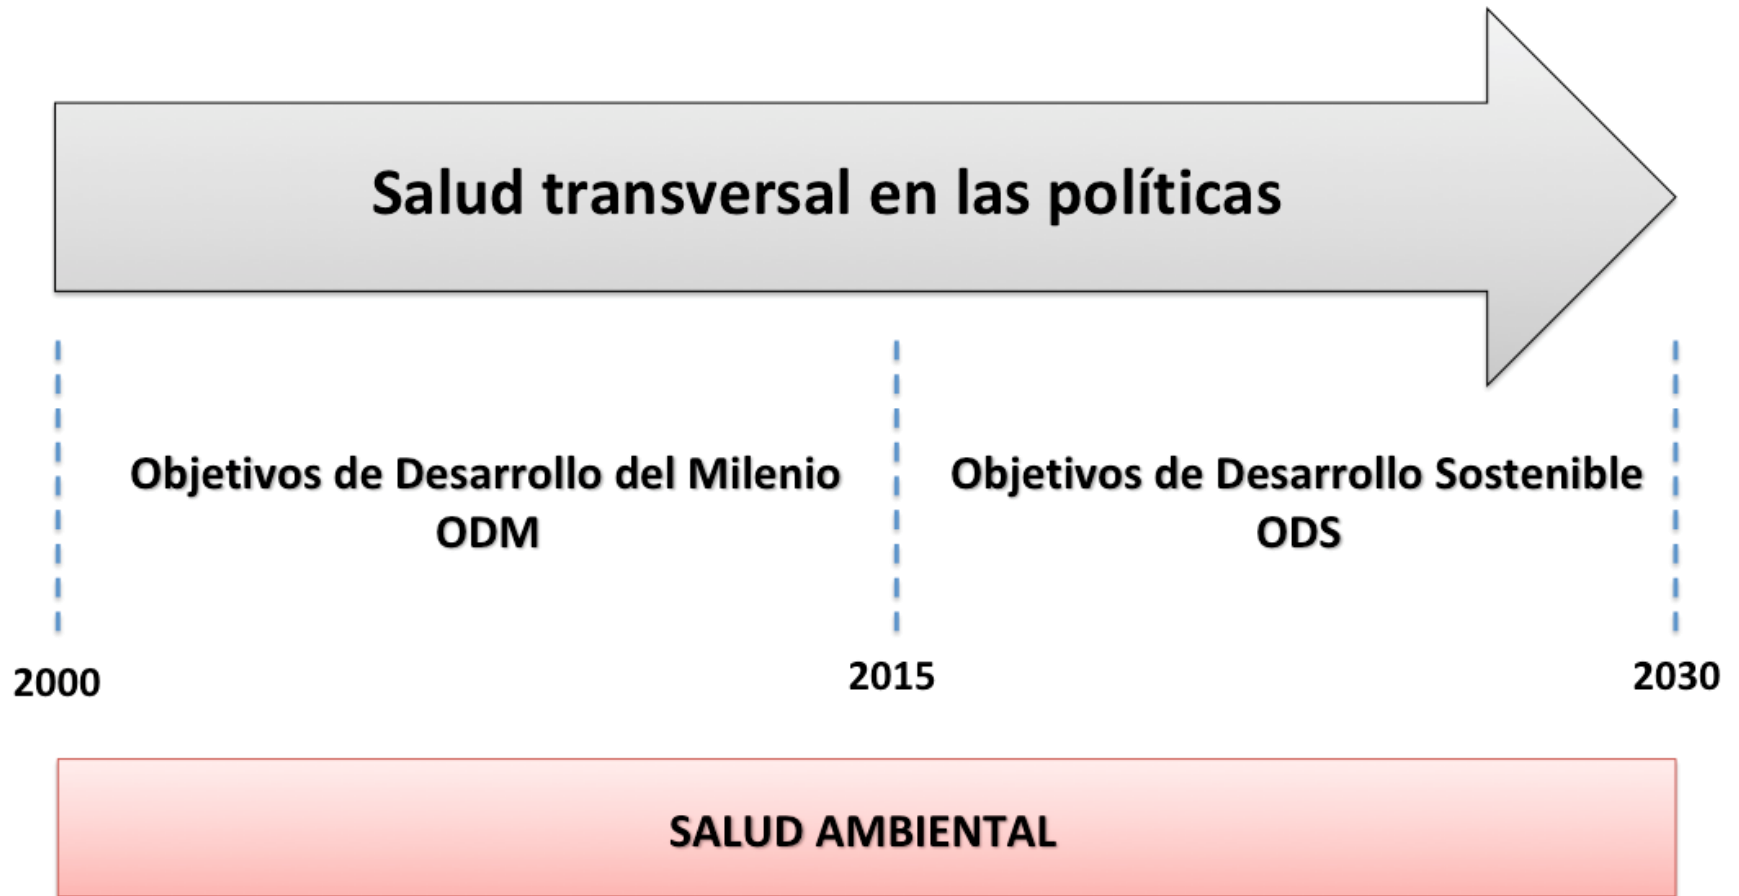 Salud transversal en las políticas
Objetivos de Desarrollo del Milenio
ODM
Objetivos de Desarrollo Sostenible
ODS
2000
2015
2030
SALUD AMBIENTAL